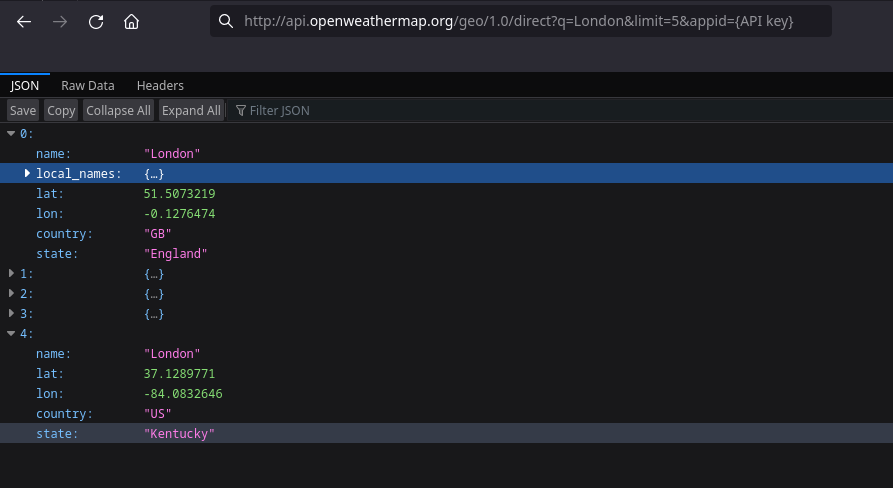 http://api.openweathermap.org/geo/1.0/direct?q=London&limit=5&appid={API key}
JSON Raw Data Headers
Save Copy Collapse All Expand All Filter JSON
0:
name: "London"
local_names: {…}
lat: 51.5073219
lon: -0.1276474
country: "GB"
state: "England"
1: {…}
2: {…}
3: {…}
4:
name: "London"
lat: 37.1289771
lon: -84.0832646
country: "US"
state: "Kentucky"